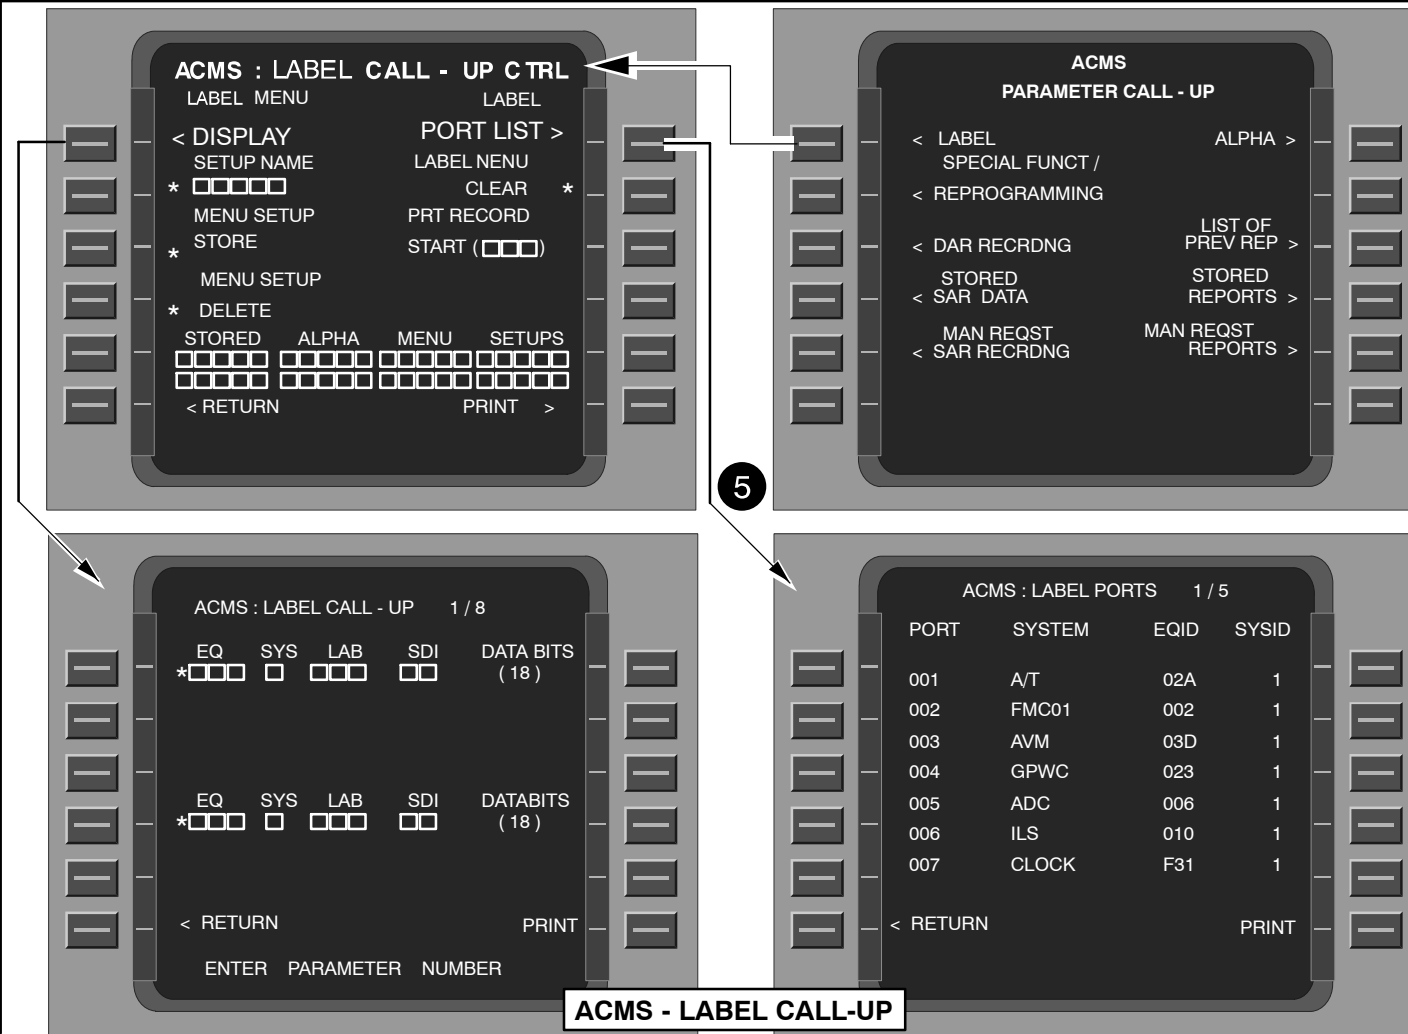 ACMS : LABEL CALL - UP CTRL
LABEL MENU LABEL
< DISPLAY PORT LIST >
SETUP NAME LABEL NENU
* □□□□□ CLEAR *
MENU SETUP PRT RECORD
* STORE START (□□□)
MENU SETUP
* DELETE
STORED ALPHA MENU SETUPS
□□□□□ □□□□□ □□□□□ □□□□□
□□□□□ □□□□□ □□□□□ □□□□□
< RETURN PRINT >
ACMS
PARAMETER CALL - UP
< LABEL ALPHA >
SPECIAL FUNCT /
< REPROGRAMMING
LIST OF
< DAR RECRDNG PREV REP >
STORED STORED
< SAR DATA REPORTS >
MAN REQST MAN REQST
< SAR RECRDNG REPORTS >
5
ACMS : LABEL CALL - UP 1 / 8
EQ SYS LAB SDI DATA BITS
*□□□ □ □□□ □□ ( 18 )
EQ SYS LAB SDI DATABITS
*□□□ □ □□□ □□ ( 18 )
< RETURN PRINT
ENTER PARAMETER NUMBER
ACMS : LABEL PORTS 1 / 5
PORT SYSTEM EQID SYSID
001 A/T 02A 1
002 FMC01 002 1
003 AVM 03D 1
004 GPWC 023 1
005 ADC 006 1
006 ILS 010 1
007 CLOCK F31 1
< RETURN PRINT
ACMS - LABEL CALL-UP